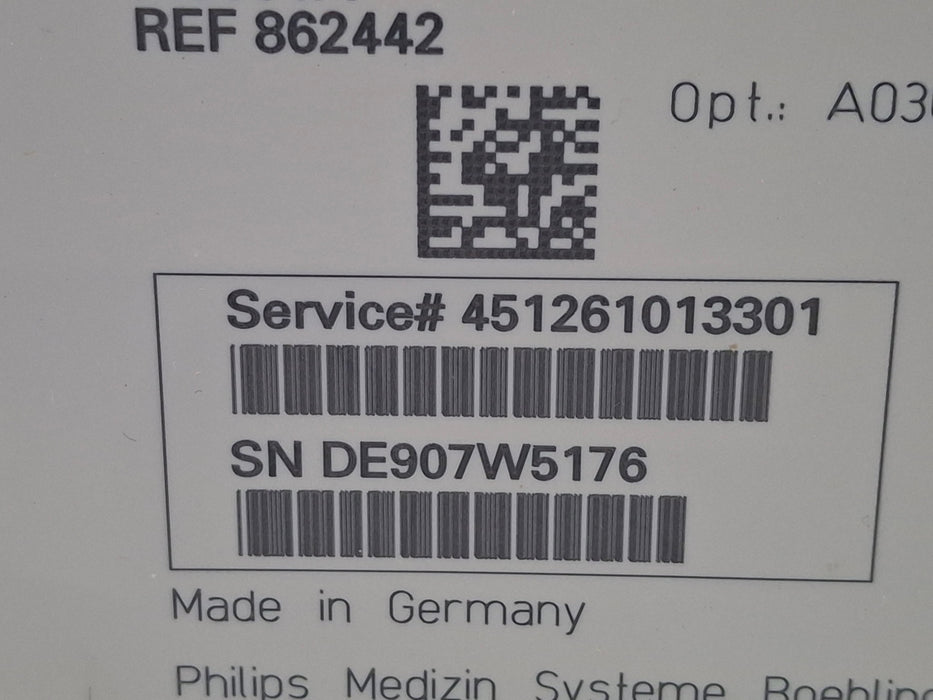 REF 862442
Opt.: A03
Service# 451261013301
SN DE907W5176
Made in Germany
Philips Medizin Systeme